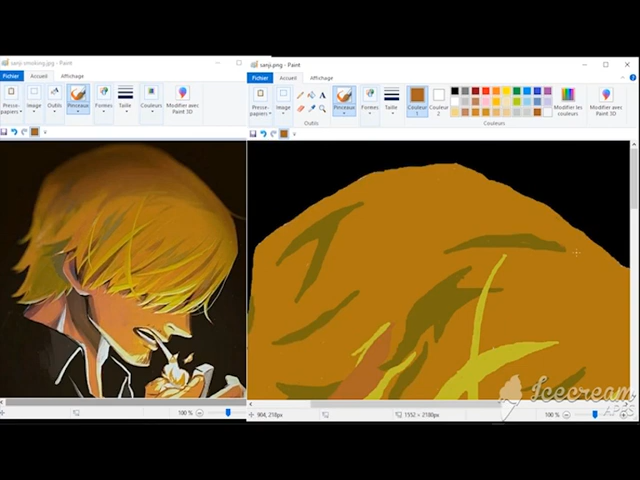 sanji smoking.jpg - Paint
Fichier Accueil Affichage
Presse-papiers
Image
Outils
Pinceaux
Formes
Taille
Couleurs
Modifier avec Paint 3D
100 %
sanji.png - Paint
Fichier Accueil Affichage
Presse-papiers
Image
Outils
Pinceaux
Formes
Taille
Couleur 1
Couleur 2
Modifier les couleurs
Modifier avec Paint 3D
Couleurs
904, 218px
1552 × 2180px
100 %
Icecream
APPS